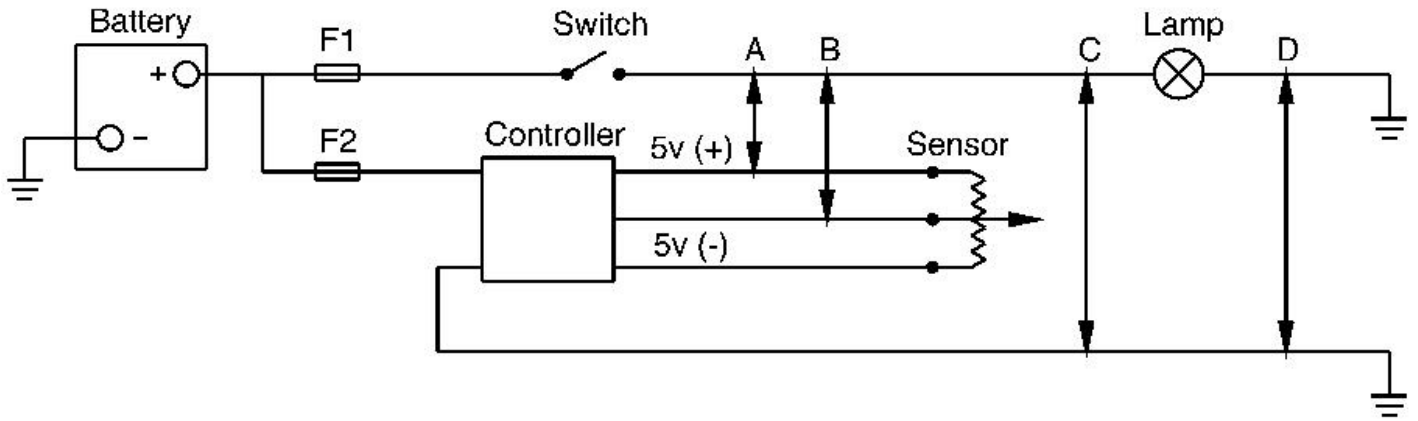 Battery
F1
Switch
A
B
C
Lamp
D
+
-
F2
Controller
5v (+)
Sensor
5v (-)